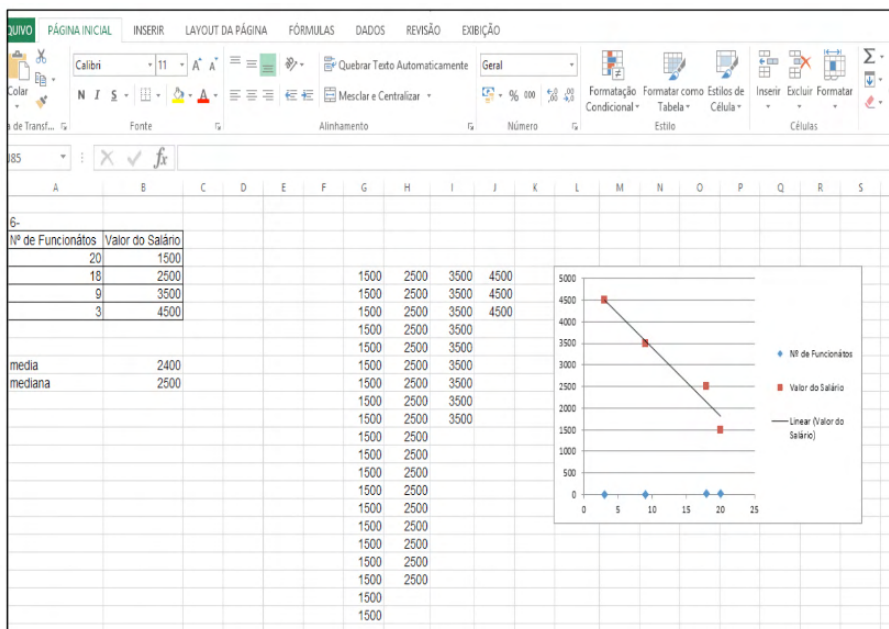 QUIVO PÁGINA INICIAL INSERIR LAYOUT DA PÁGINA FÓRMULAS DADOS REVISÃO EXIBIÇÃO
Colar
Calibri 11 A A
N I S A
Quebrar Texto Automaticamente
Mesclar e Centralizar
Geral
% 000
Formatação Condicional
Formatar como Tabela
Estilos de Célula
Inserir Excluir Formatar
Σ
a de Transf... Fonte Alinhamento Número Estilo Células
J85 fx
A B C D E F G H I J K L M N O P Q R S
6-
Nº de Funcionátos Valor do Salário
20 1500
18 2500
9 3500
3 4500
media 2400
mediana 2500
1500 2500 3500 4500
1500 2500 3500 4500
1500 2500 3500 4500
1500 2500 3500
1500 2500 3500
1500 2500 3500
1500 2500 3500
1500 2500 3500
1500 2500 3500
1500 2500
1500 2500
1500 2500
1500 2500
1500 2500
1500 2500
1500 2500
1500 2500
1500 2500
1500
1500
5000
4500
4000
3500
3000
2500
2000
1500
1000
500
0
0 5 10 15 20 25
Nº de Funcionátos
Valor do Salário
Linear (Valor do
Salário)